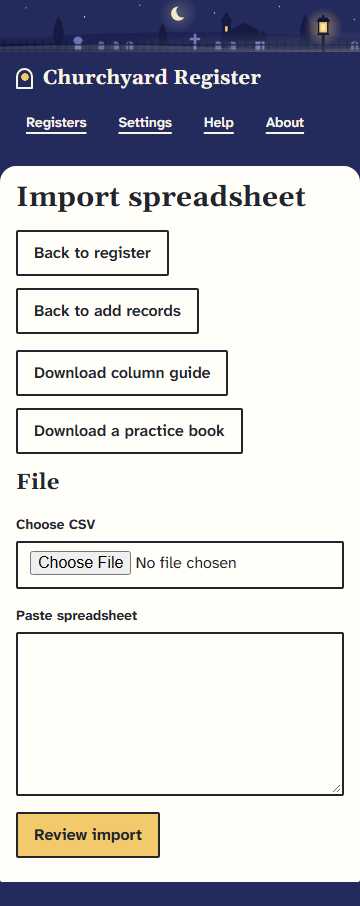 Churchyard Register
Registers Settings Help About
Import spreadsheet
Back to register
Back to add records
Download column guide
Download a practice book
File
Choose CSV
Choose File No file chosen
Paste spreadsheet
Review import